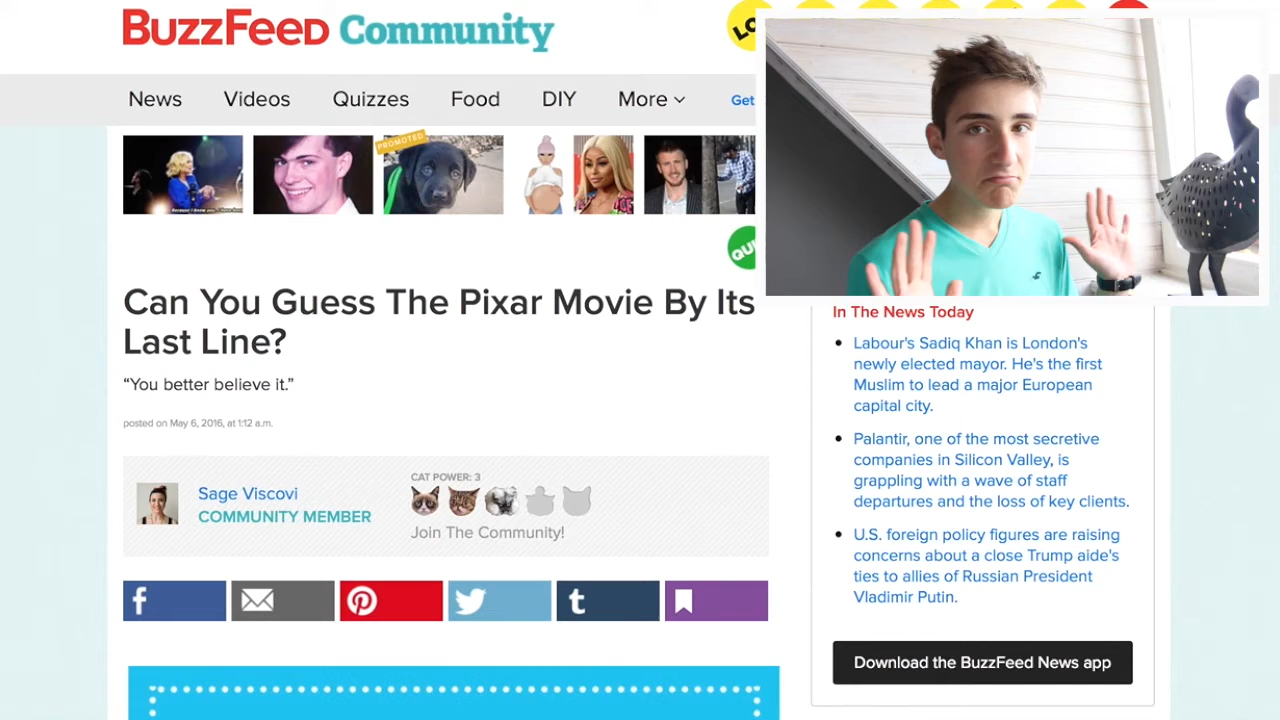 BuzzFeed Community
LO
News Videos Quizzes Food DIY More Get
PROMOTED
QUI
Can You Guess The Pixar Movie By Its
Last Line?
“You better believe it.”
posted on May 6, 2016, at 1:12 a.m.
Sage Viscovi
COMMUNITY MEMBER
CAT POWER: 3
Join The Community!
f
t
In The News Today
Labour's Sadiq Khan is London's
newly elected mayor. He's the first
Muslim to lead a major European
capital city.
Palantir, one of the most secretive
companies in Silicon Valley, is
grappling with a wave of staff
departures and the loss of key clients.
U.S. foreign policy figures are raising
concerns about a close Trump aide's
ties to allies of Russian President
Vladimir Putin.
Download the BuzzFeed News app